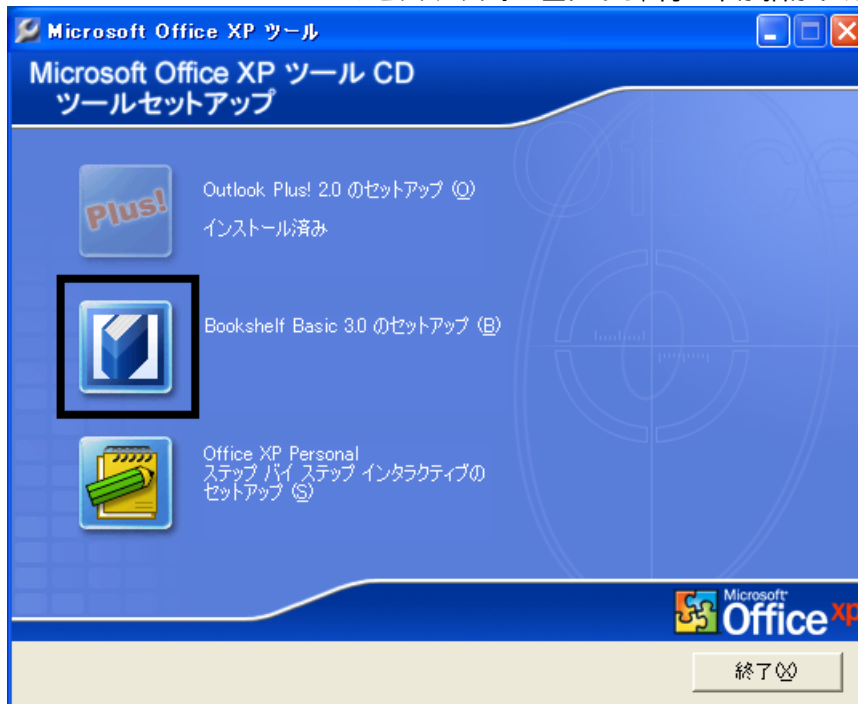 Microsoft Office XP ツール
Microsoft Office XP ツール CD
ツールセットアップ
Plus!
Outlook Plus! 2.0 のセットアップ (O)
インストール済み
Bookshelf Basic 3.0 のセットアップ (B)
Office XP Personal
ステップ バイ ステップ インタラクティブの
セットアップ (S)
Microsoft
Office xp
終了(X)